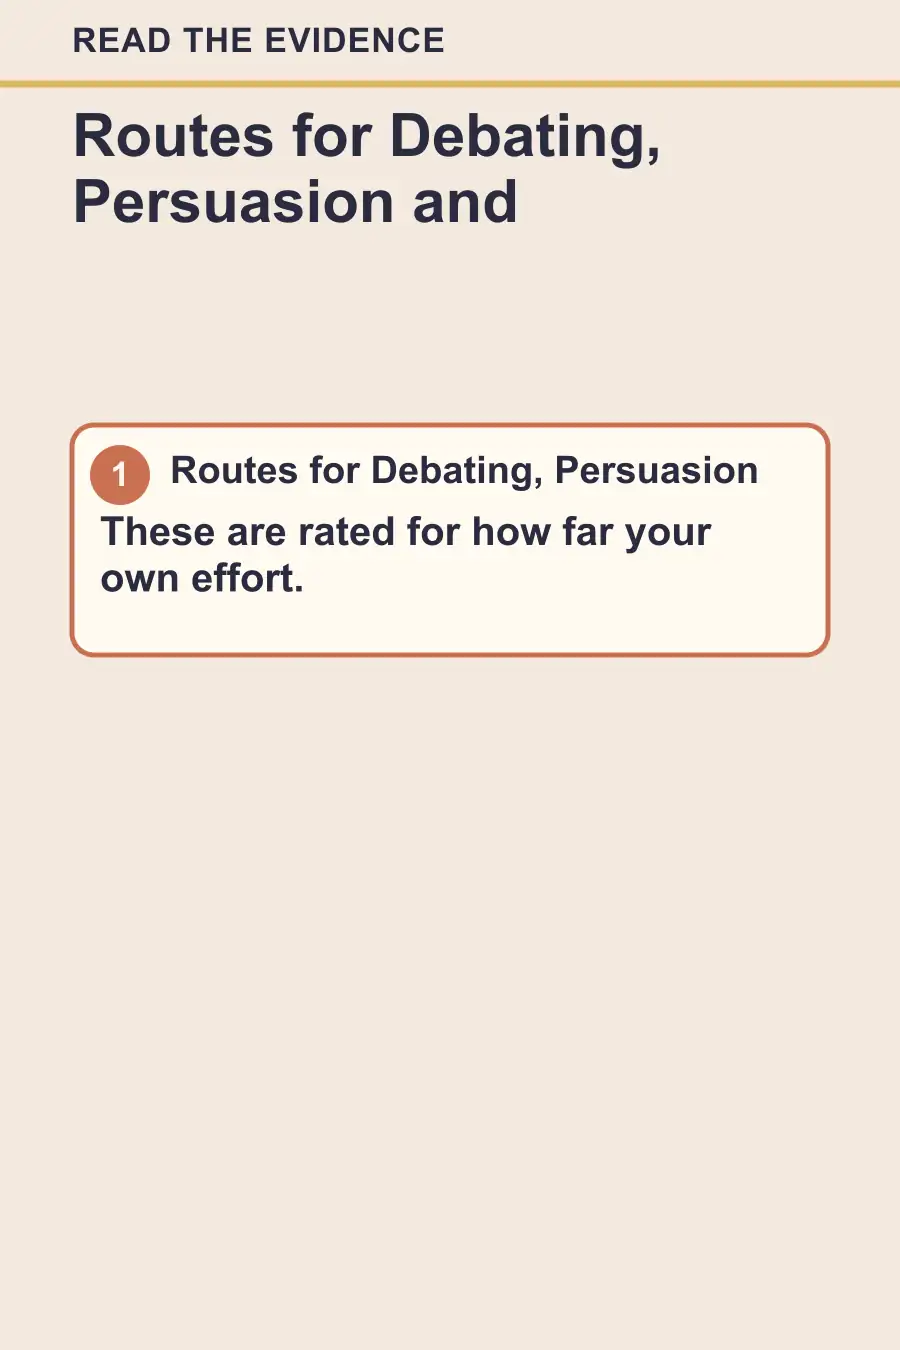 READ THE EVIDENCE
Routes for Debating,
Persuasion and
1 Routes for Debating, Persuasion
These are rated for how far your
own effort.